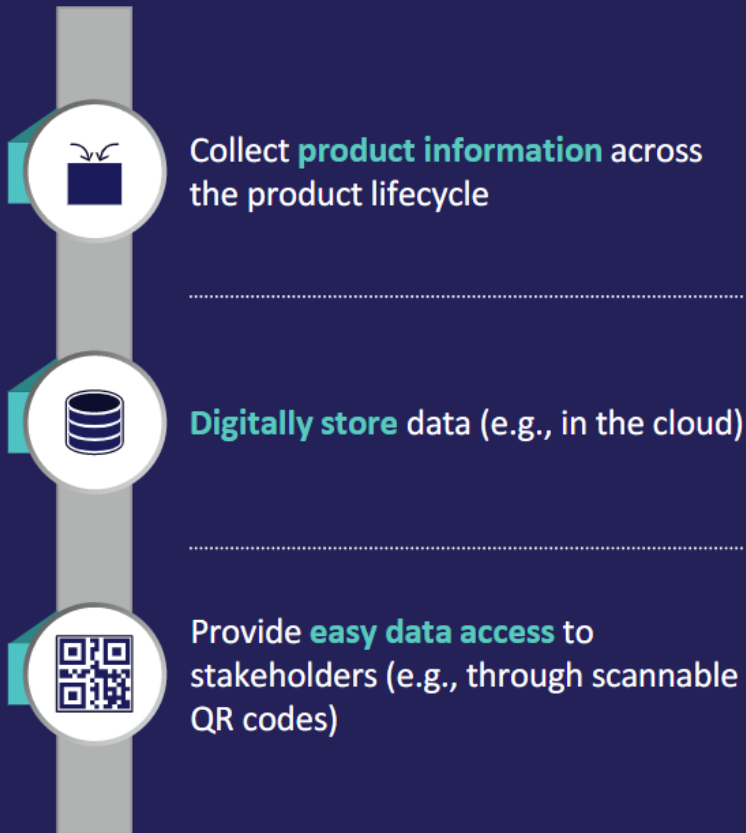 Collect product information across
the product lifecycle
Digitally store data (e.g., in the cloud)
Provide easy data access to
stakeholders (e.g., through scannable
QR codes)